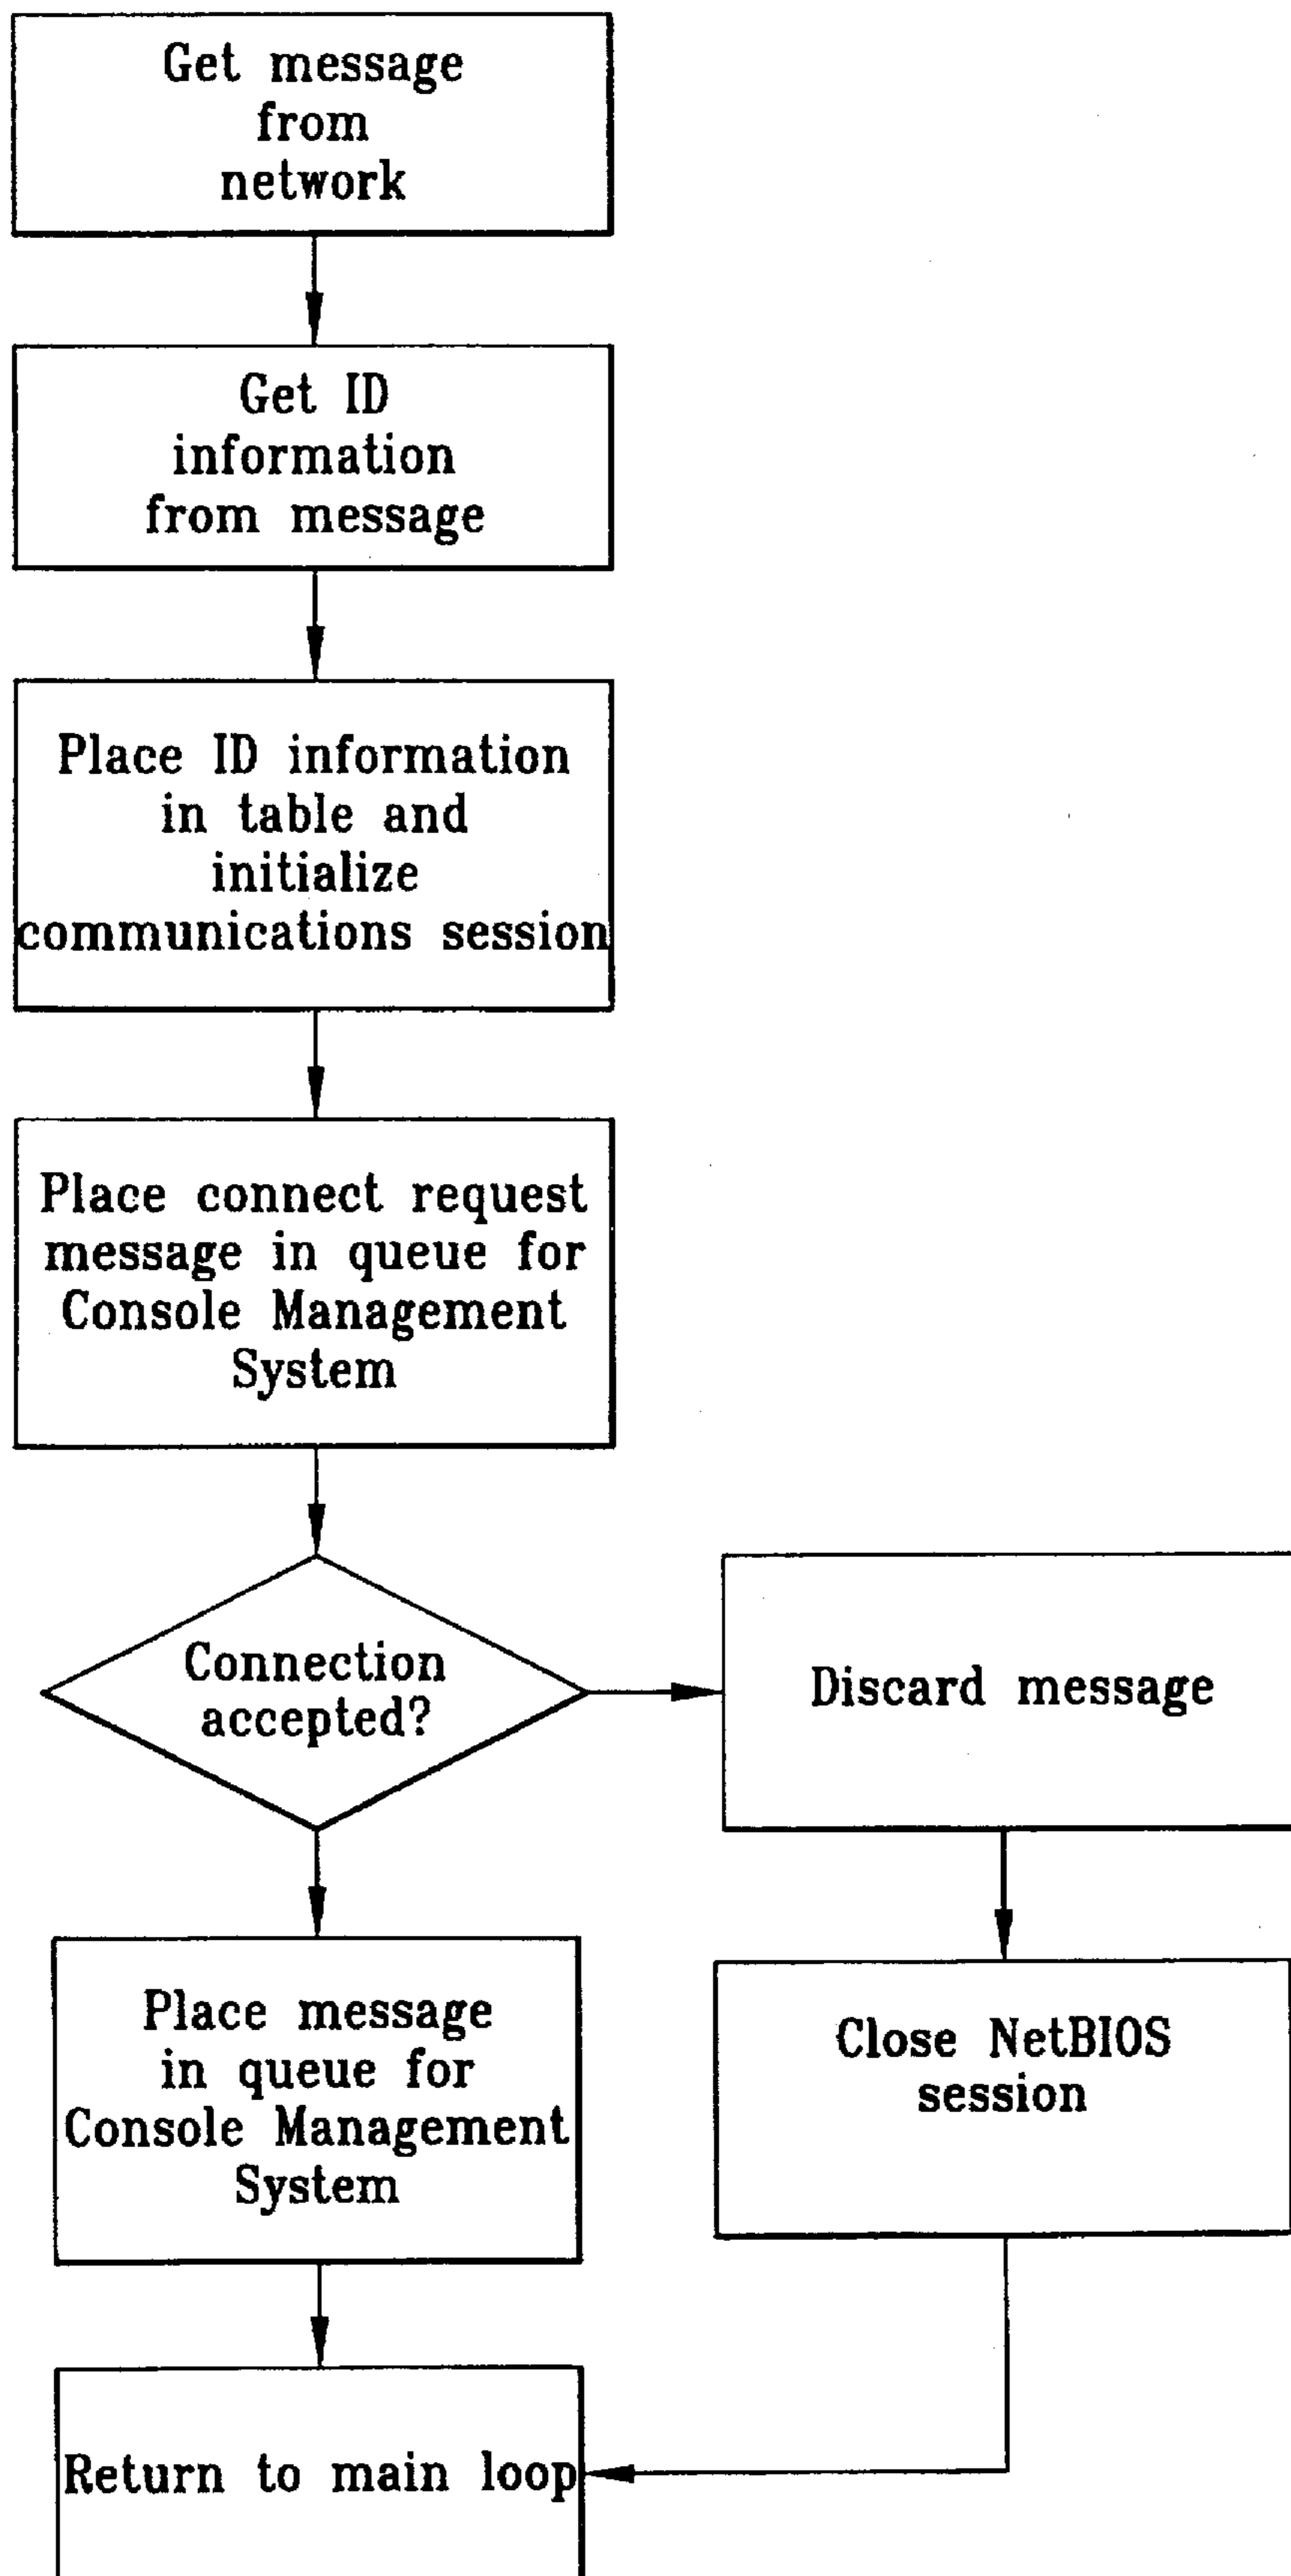 Get message
from
network
Get ID
information
from message
Place ID information
in table and
initialize
communications session
Place connect request
message in queue for
Console Management
System
Connection
accepted?
Discard message
Place message
in queue for
Console Management
System
Close NetBIOS
session
Return to main loop